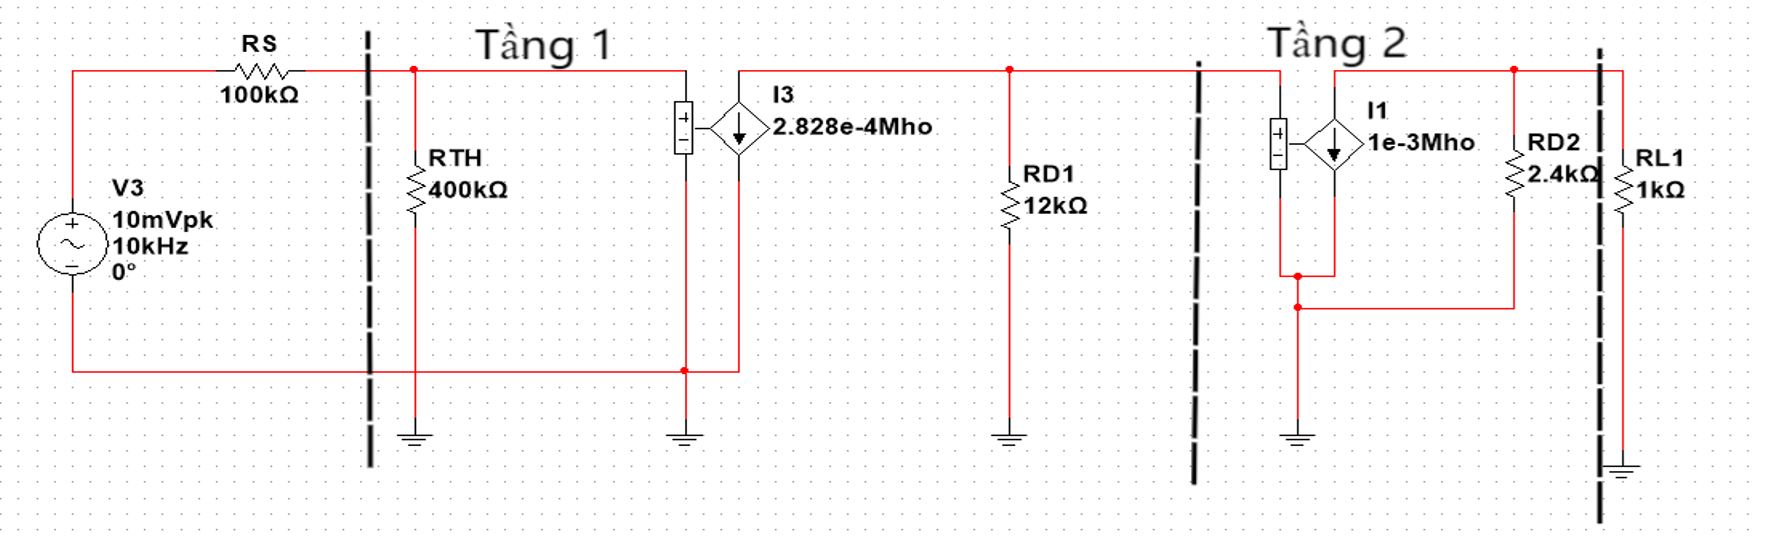 Tầng 1
Tầng 2
RS
100kΩ
V3
10mVpk
10kHz
0°
RTH
400kΩ
I3
2.828e-4Mho
RD1
12kΩ
I1
1e-3Mho
RD2
2.4kΩ
RL1
1kΩ